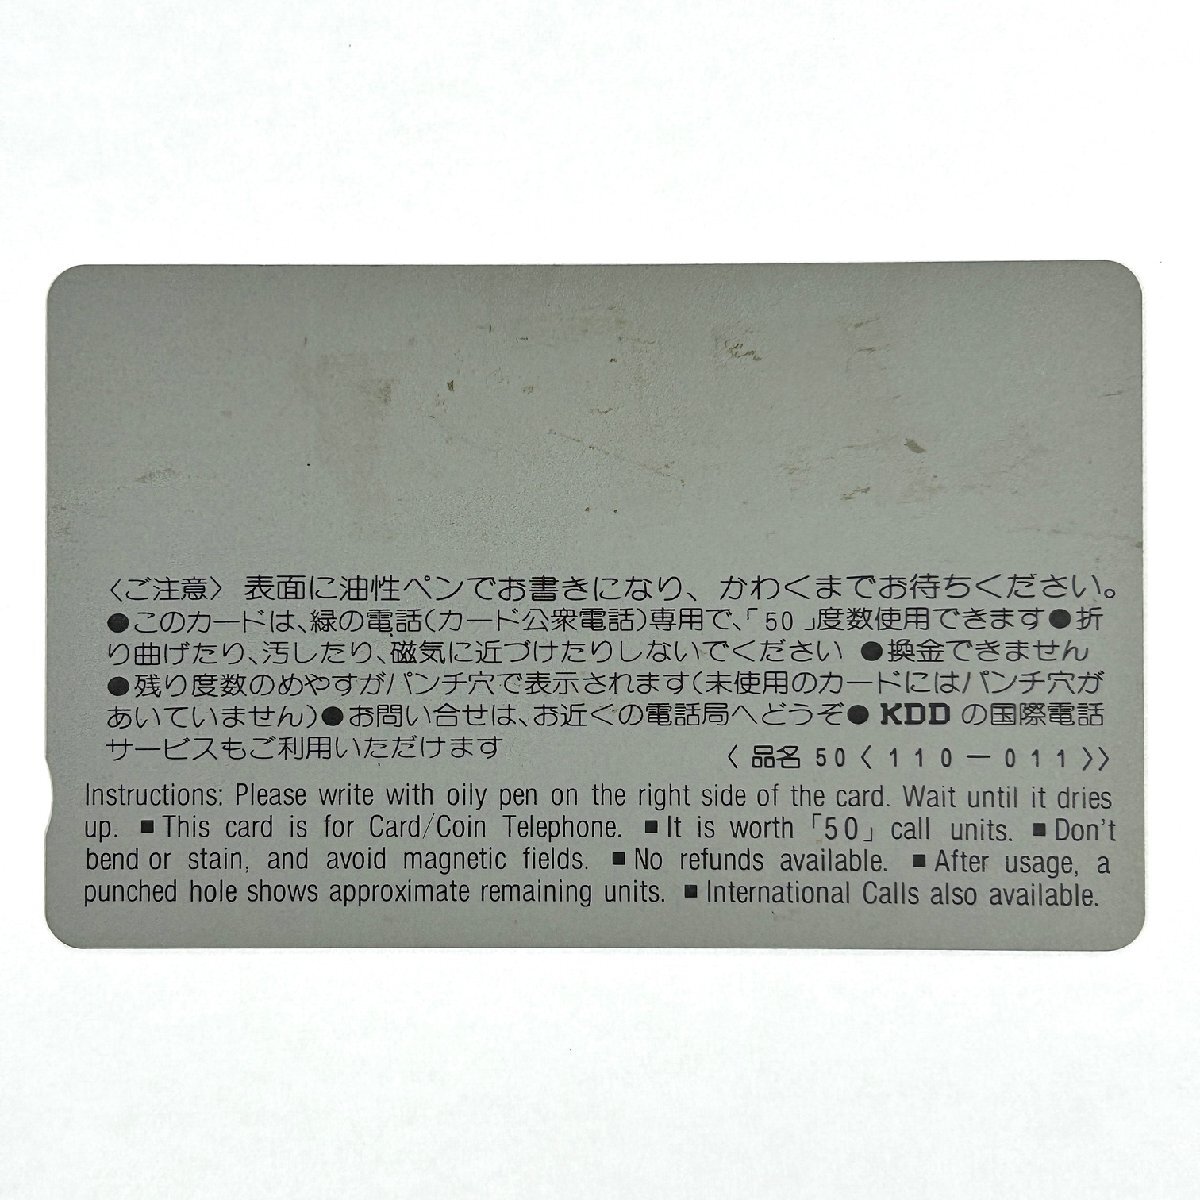 〈ご注意〉表面に油性ペンでお書きになり、かわくまでお待ちください。
●このカードは、緑の電話(カード公衆電話)専用で、「50」度数使用できます●折
り曲げたり、汚したり、磁気に近づけたりしないでください ●換金できません
●残り度数のめやすがパンチ穴で表示されます(未使用のカードにはパンチ穴が
あいていません)●お問い合せは、お近くの電話局へどうぞ● KDD の国際電話
サービスもご利用いただけます 〈品名 50〈110－011〉〉
Instructions: Please write with oily pen on the right side of the card. Wait until it dries
up. ■This card is for Card/Coin Telephone. ■It is worth「50」call units. ■Don't
bend or stain, and avoid magnetic fields. ■No refunds available. ■After usage, a
punched hole shows approximate remaining units. ■International Calls also available.